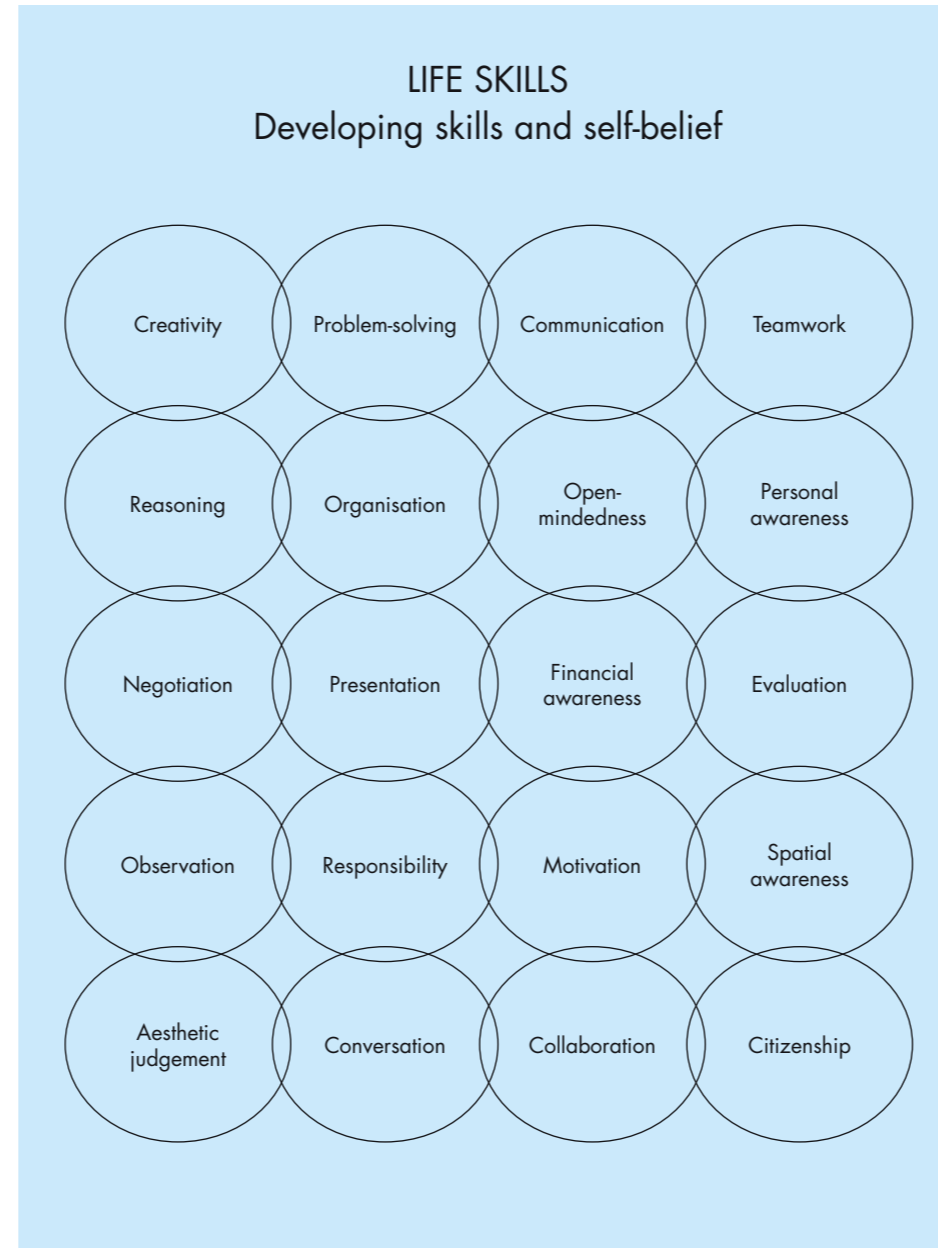 LIFE SKILLS
Developing skills and self-belief
Creativity
Problem-solving
Communication
Teamwork
Reasoning
Organisation
Open-
mindedness
Personal
awareness
Negotiation
Presentation
Financial
awareness
Evaluation
Observation
Responsibility
Motivation
Spatial
awareness
Aesthetic
judgement
Conversation
Collaboration
Citizenship